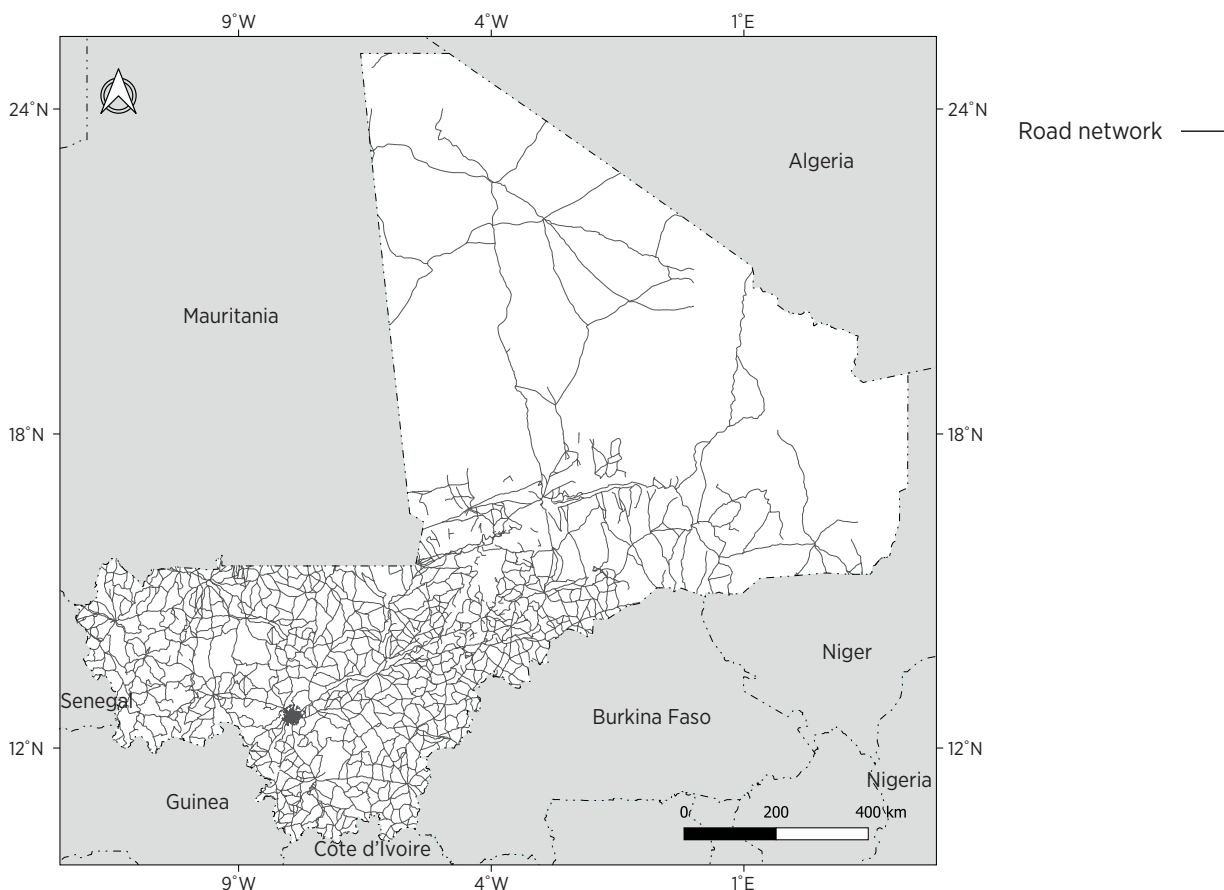 9°W 4°W 1°E
24°N 24°N
Road network
Algeria
Mauritania
18°N 18°N
Niger
Senegal
Burkina Faso
12°N 12°N
Nigeria
Guinea
0 200 400 km
Côte d'Ivoire
9°W 4°W 1°E